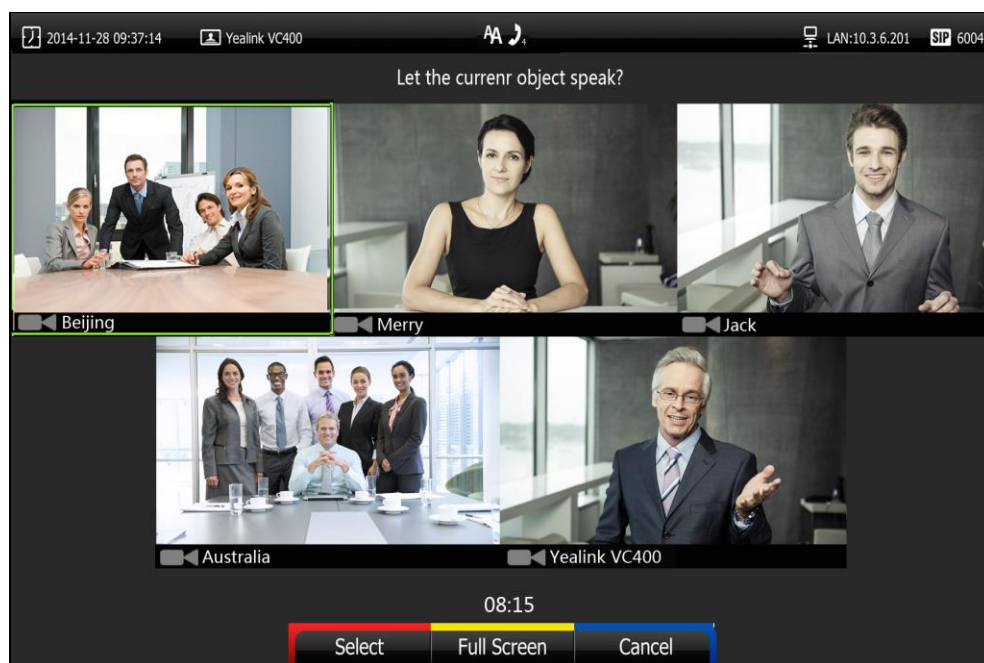 2014-11-28 09:37:14 Yealink VC400 AA 4 LAN:10.3.6.201 SIP 6004
Let the currenr object speak?
Beijing
Merry
Jack
Australia
Yealink VC400
08:15
Select Full Screen Cancel